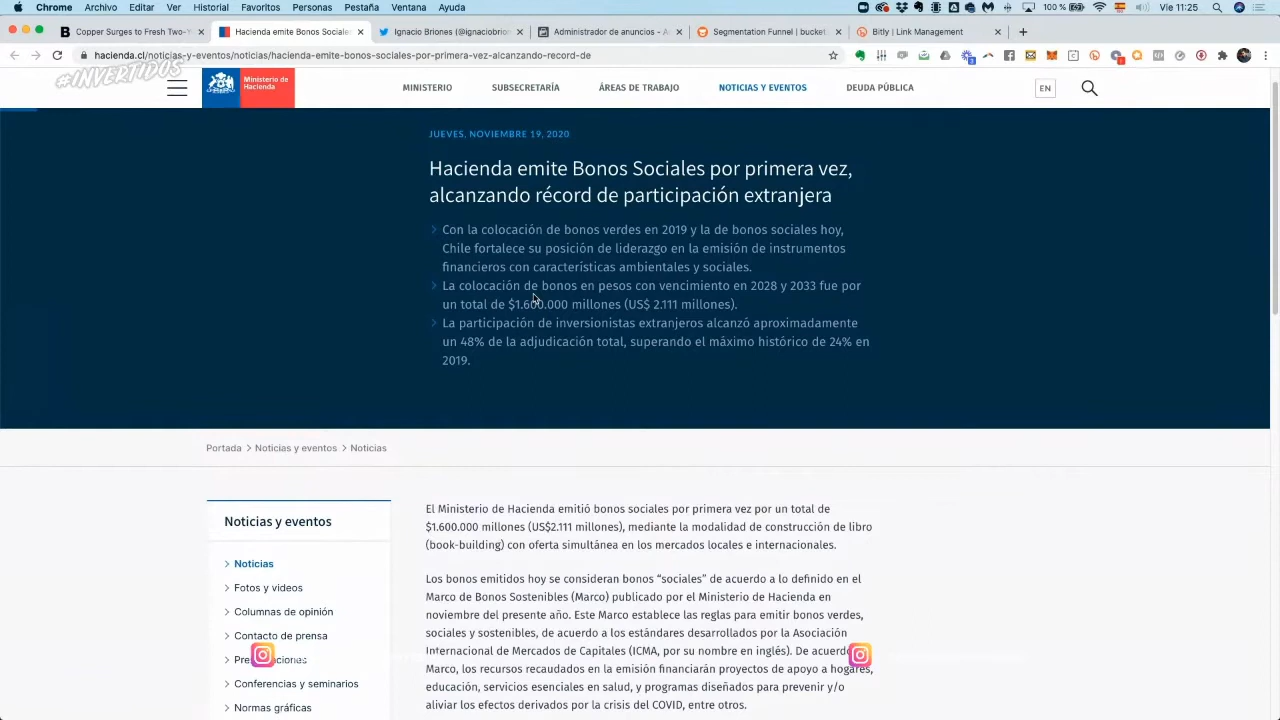 Chrome Archivo Editar Ver Historial Favoritos Personas Pestaña Ventana Ayuda 100 % Vie 11:25
Copper Surges to Fresh Two-Y
Hacienda emite Bonos Sociales
Ignacio Briones (@ignaciobrion
Administrador de anuncios - A
Segmentation Funnel | bucket
Bitly | Link Management
hacienda.cl/noticias-y-eventos/noticias/hacienda-emite-bonos-sociales-por-primera-vez-alcanzando-record-de
#INVERTIDOS
Ministerio de
Hacienda
MINISTERIO SUBSECRETARÍA ÁREAS DE TRABAJO NOTICIAS Y EVENTOS DEUDA PÚBLICA EN
JUEVES, NOVIEMBRE 19, 2020
Hacienda emite Bonos Sociales por primera vez,
alcanzando récord de participación extranjera
Con la colocación de bonos verdes en 2019 y la de bonos sociales hoy,
Chile fortalece su posición de liderazgo en la emisión de instrumentos
financieros con características ambientales y sociales.
La colocación de bonos en pesos con vencimiento en 2028 y 2033 fue por
un total de $1.600.000 millones (US$ 2.111 millones).
La participación de inversionistas extranjeros alcanzó aproximadamente
un 48% de la adjudicación total, superando el máximo histórico de 24% en
2019.
Portada > Noticias y eventos > Noticias
Noticias y eventos
Noticias
Fotos y videos
Columnas de opinión
Contacto de prensa
Pre ciones
Conferencias y seminarios
Normas gráficas
El Ministerio de Hacienda emitió bonos sociales por primera vez por un total de
$1.600.000 millones (US$2.111 millones), mediante la modalidad de construcción de libro
(book-building) con oferta simultánea en los mercados locales e internacionales.
Los bonos emitidos hoy se consideran bonos “sociales” de acuerdo a lo definido en el
Marco de Bonos Sostenibles (Marco) publicado por el Ministerio de Hacienda en
noviembre del presente año. Este Marco establece las reglas para emitir bonos verdes,
sociales y sostenibles, de acuerdo a los estándares desarrollados por la Asociación
Internacional de Mercados de Capitales (ICMA, por su nombre en inglés). De acuerdo
Marco, los recursos recaudados en la emisión financiarán proyectos de apoyo a hogares,
educación, servicios esenciales en salud, y programas diseñados para prevenir y/o
aliviar los efectos derivados por la crisis del COVID, entre otros.